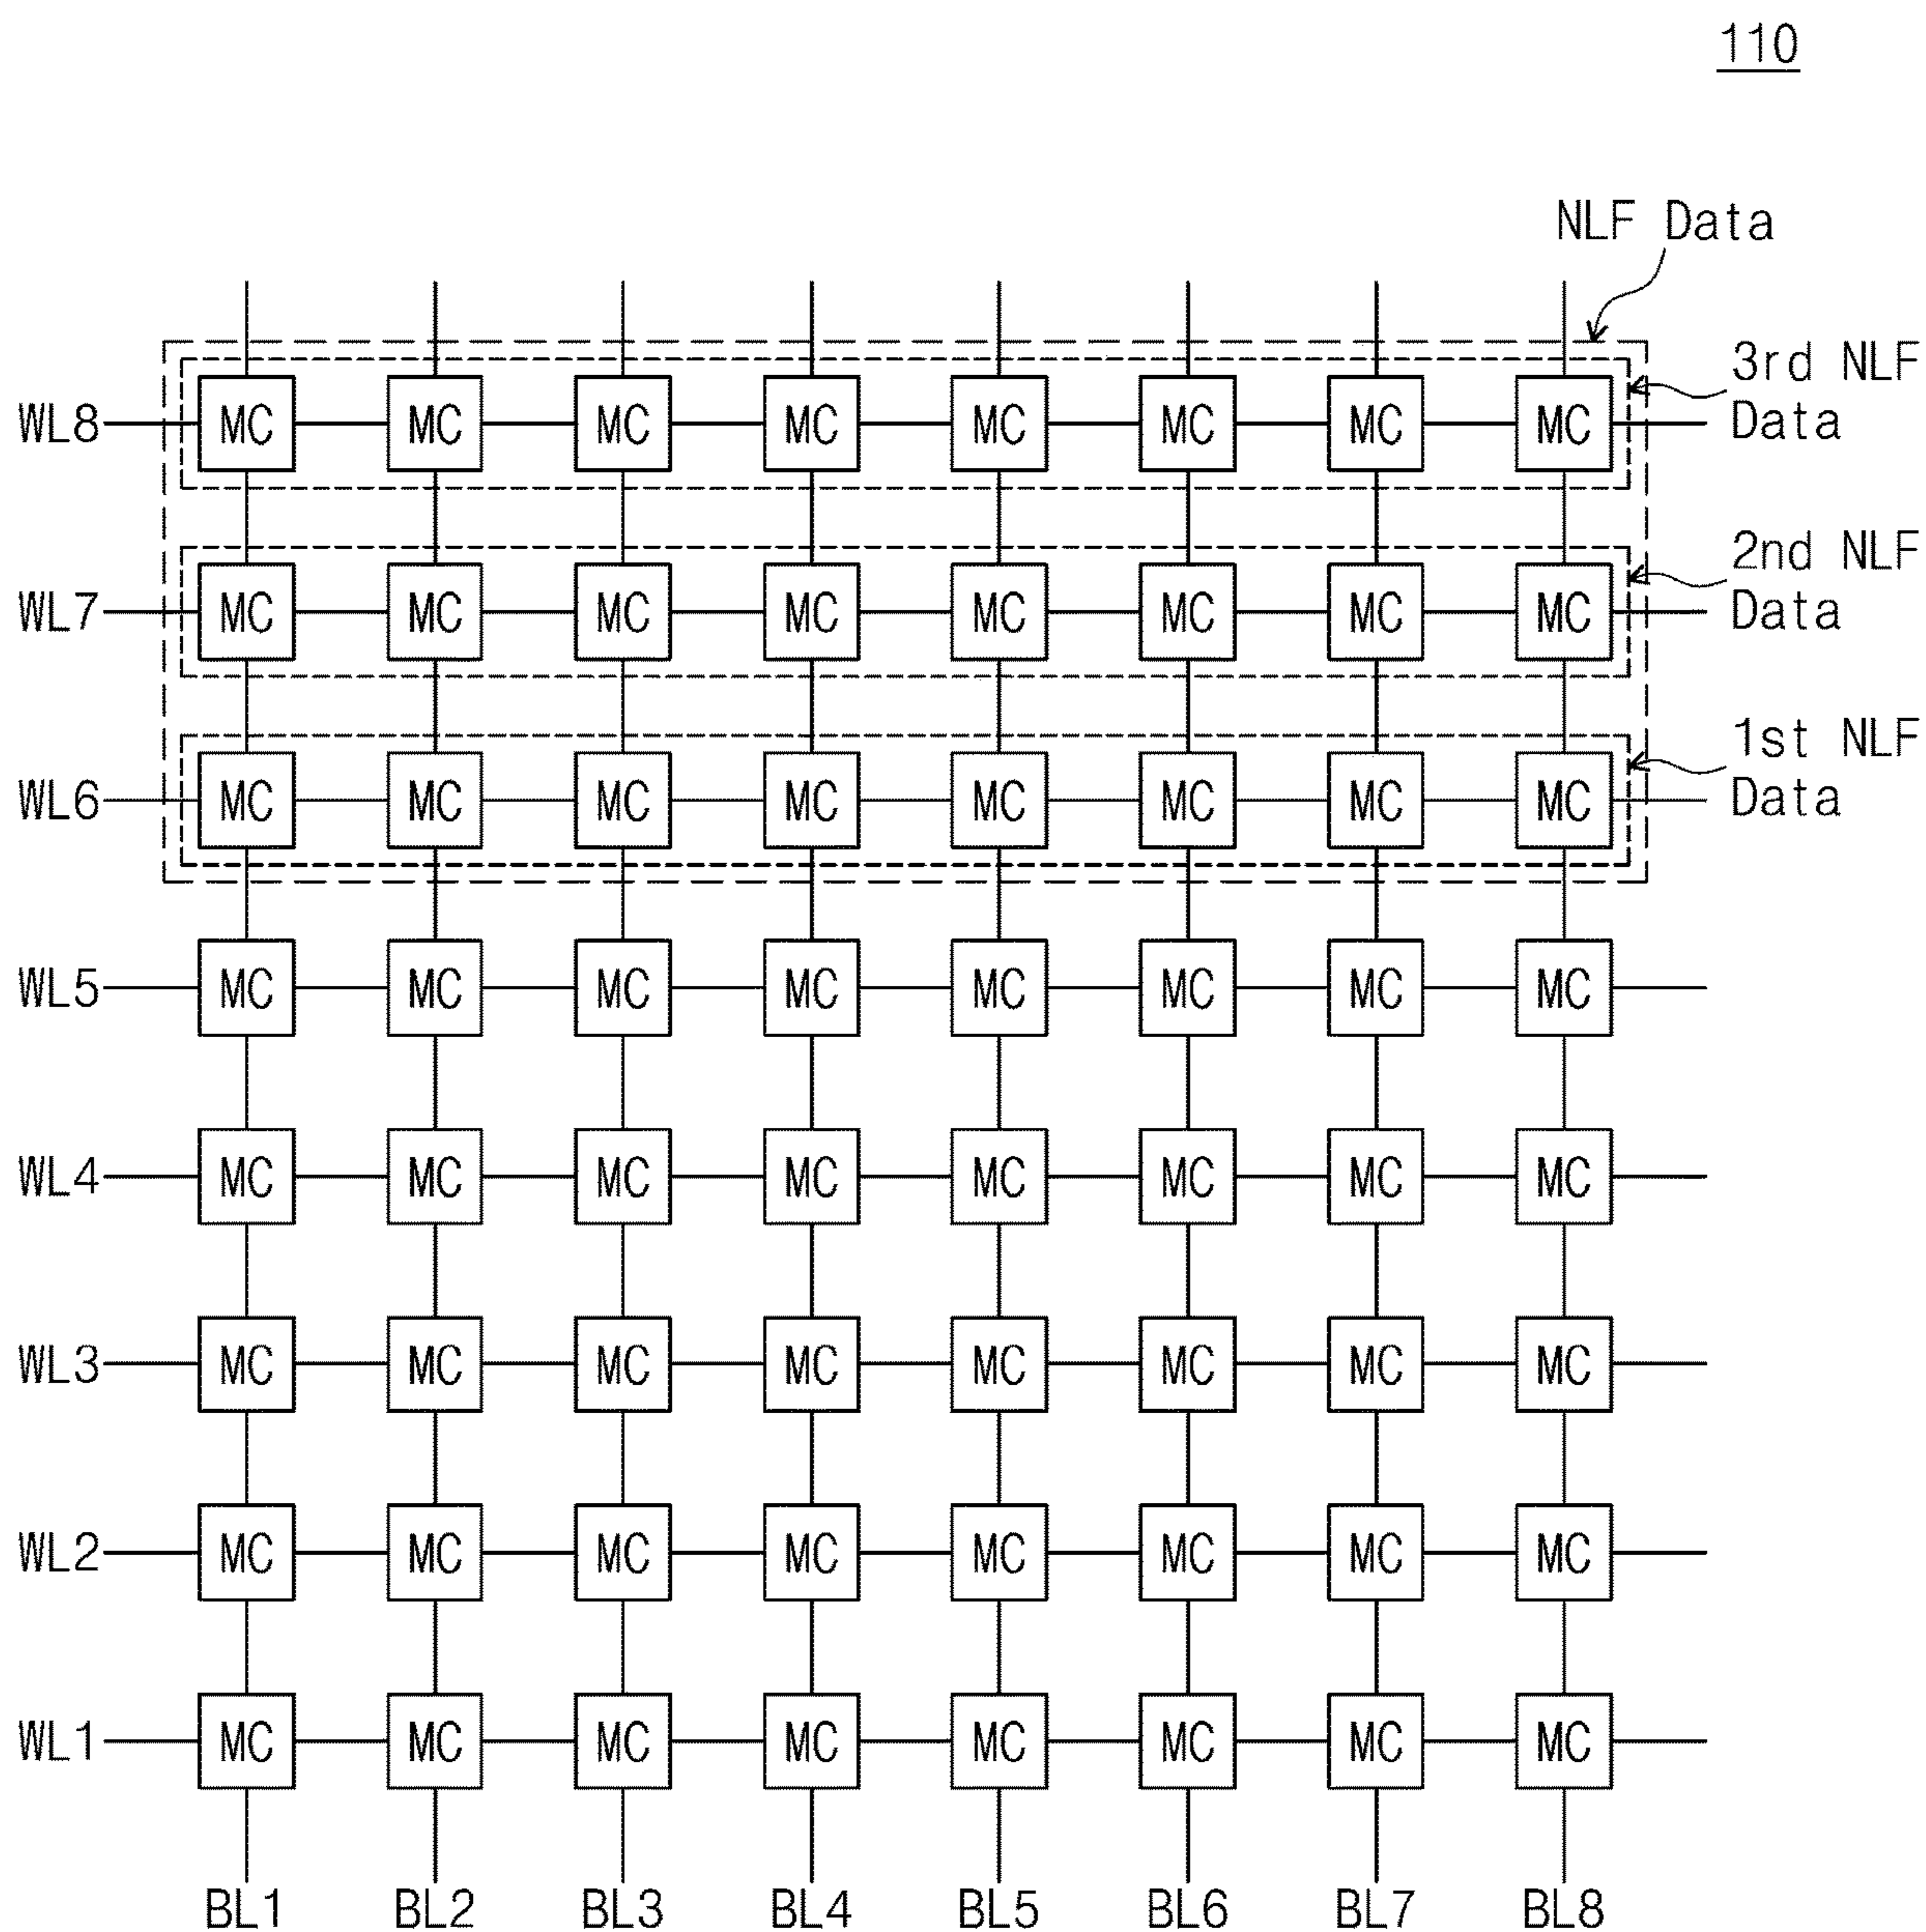 110
NLF Data
WL8 MC MC MC MC MC MC MC MC 3rd NLF
Data
WL7 MC MC MC MC MC MC MC MC 2nd NLF
Data
WL6 MC MC MC MC MC MC MC MC 1st NLF
Data
WL5 MC MC MC MC MC MC MC MC
WL4 MC MC MC MC MC MC MC MC
WL3 MC MC MC MC MC MC MC MC
WL2 MC MC MC MC MC MC MC MC
WL1 MC MC MC MC MC MC MC MC
BL1 BL2 BL3 BL4 BL5 BL6 BL7 BL8